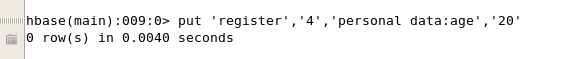 hbase(main):009:0> put 'register','4','personal data:age','20'
0 row(s) in 0.0040 seconds